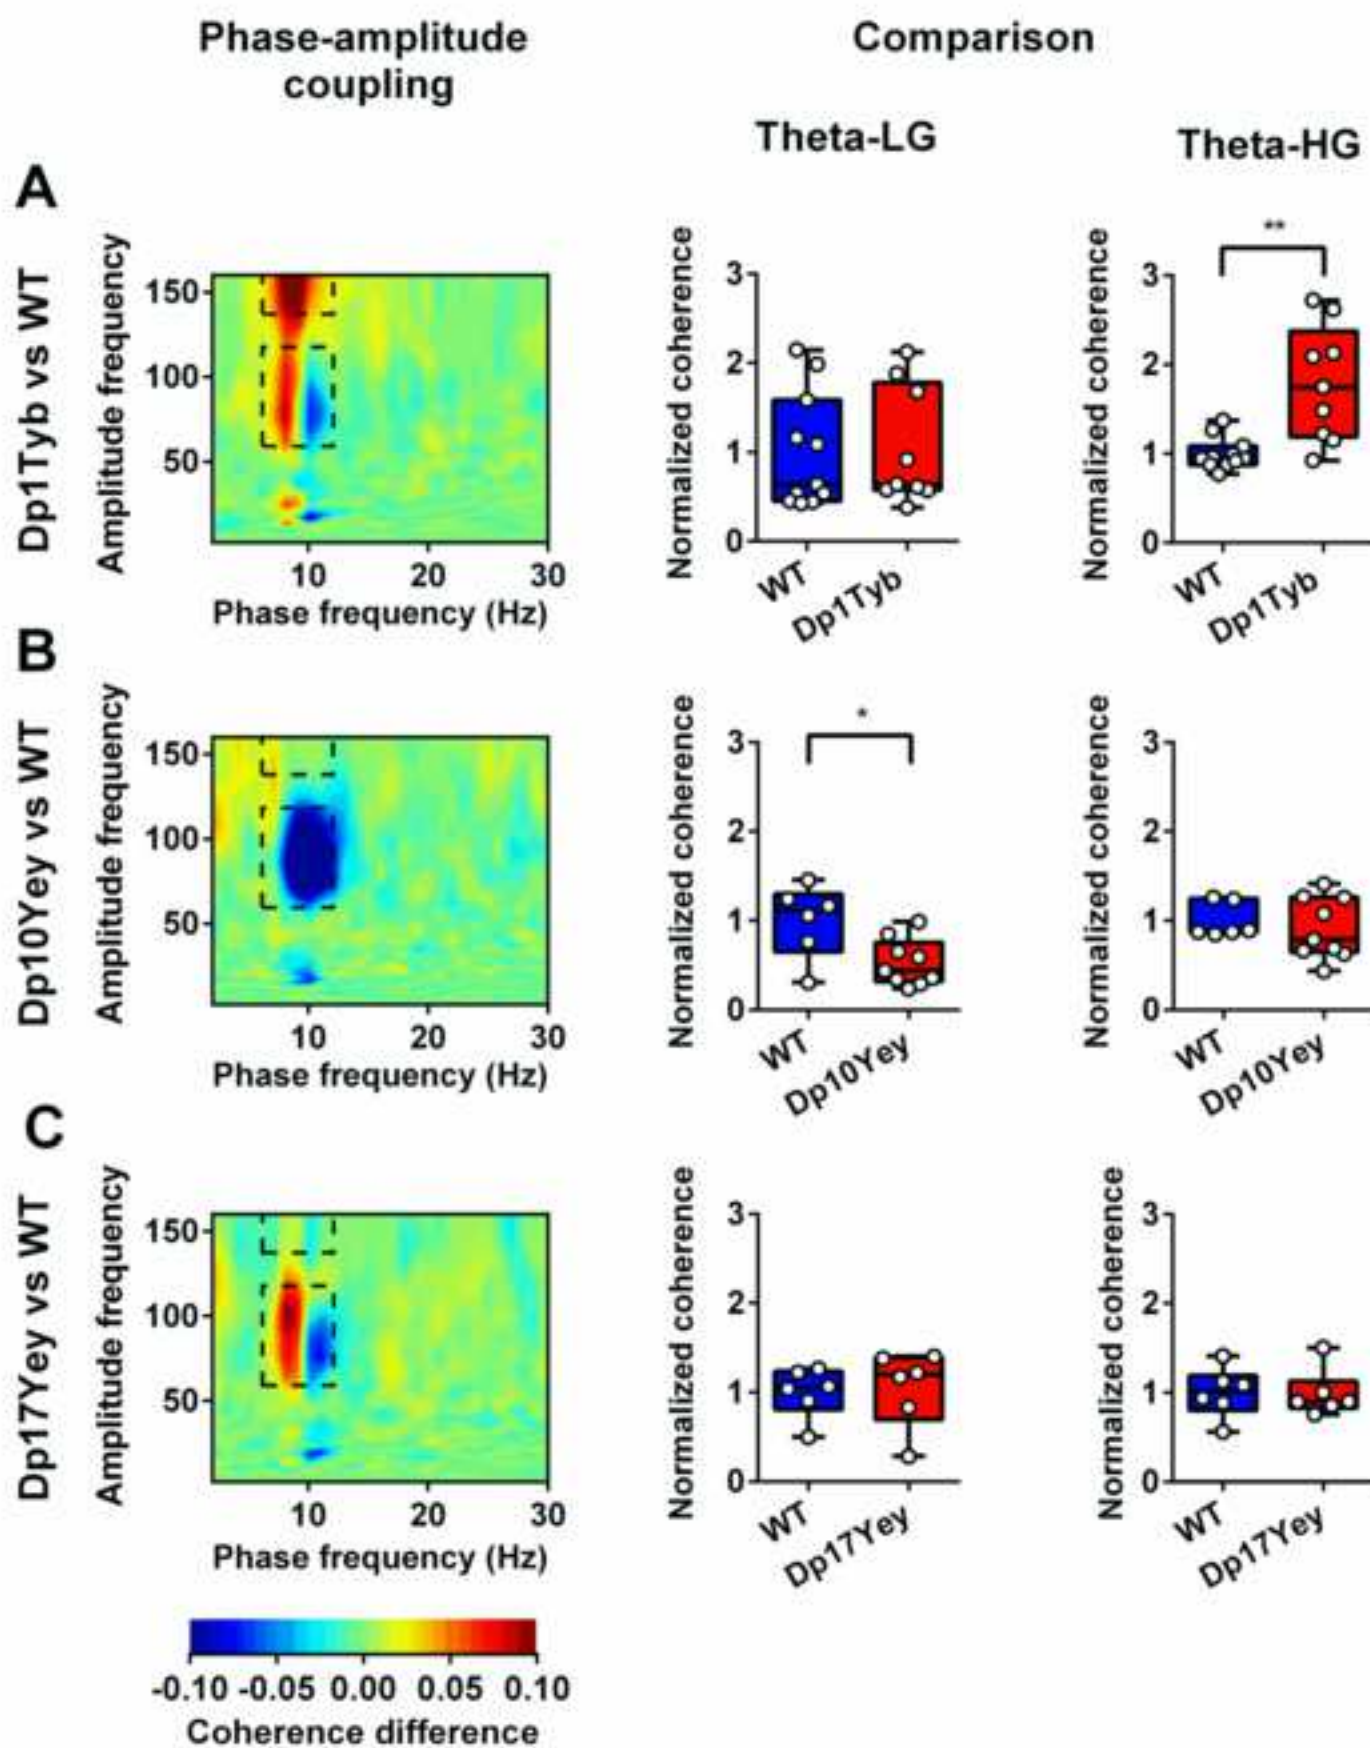 Phase-amplitude
coupling
Comparison
Theta-LG
Theta-HG
A
Dp1Tyb vs WT
Amplitude frequency
150
100
50
10 20 30
Phase frequency (Hz)
Normalized coherence
3
2
1
0
WT
Dp1Tyb
Normalized coherence
**
3
2
1
0
WT
Dp1Tyb
B
Dp10Yey vs WT
Amplitude frequency
150
100
50
10 20 30
Phase frequency (Hz)
Normalized coherence
*
3
2
1
0
WT
Dp10Yey
Normalized coherence
3
2
1
0
WT
Dp10Yey
C
Dp17Yey vs WT
Amplitude frequency
150
100
50
10 20 30
Phase frequency (Hz)
Normalized coherence
3
2
1
0
WT
Dp17Yey
Normalized coherence
3
2
1
0
WT
Dp17Yey
-0.10 -0.05 0.00 0.05 0.10
Coherence difference